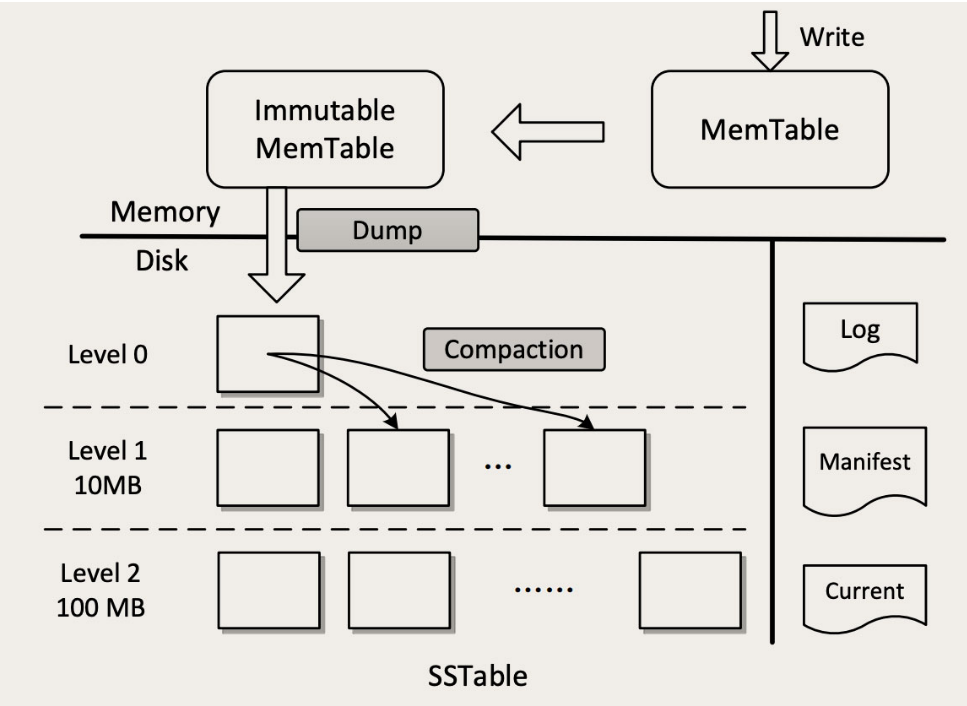 Write
Immutable
MemTable
MemTable
Memory
Dump
Disk
Level 0
Compaction
Log
Level 1
10MB
...
Manifest
Level 2
100 MB
......
Current
SSTable